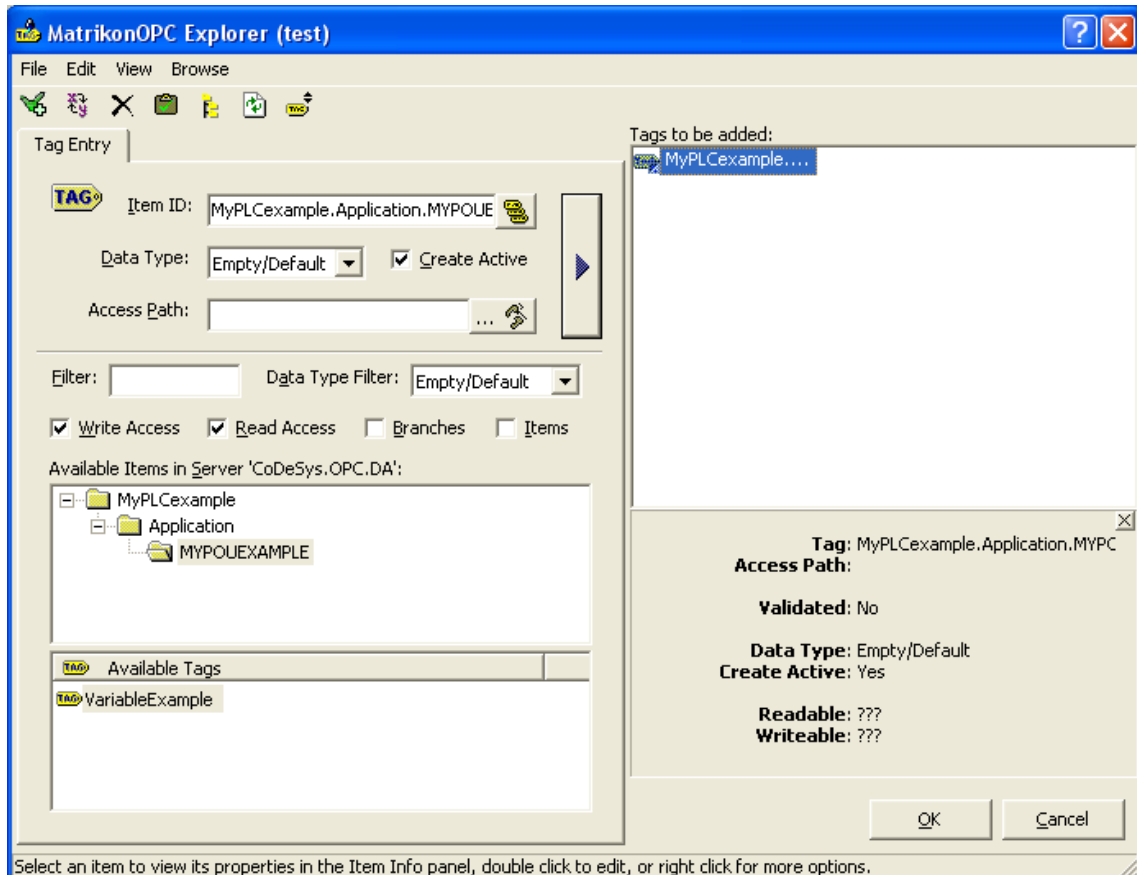 MatrikonOPC Explorer (test)
File Edit View Browse
Tag Entry
TAG
Item ID: MyPLCexample.Application.MYPOUE
Data Type: Empty/Default Create Active
Access Path: ...
Filter: Data Type Filter: Empty/Default
Write Access Read Access Branches Items
Available Items in Server 'CoDeSys.OPC.DA':
MyPLCexample
Application
MYPOUEXAMPLE
Available Tags
VariableExample
Tags to be added:
MyPLCexample....
Tag: MyPLCexample.Application.MYPC
Access Path:
Validated: No
Data Type: Empty/Default
Create Active: Yes
Readable: ???
Writeable: ???
OK Cancel
Select an item to view its properties in the Item Info panel, double click to edit, or right click for more options.